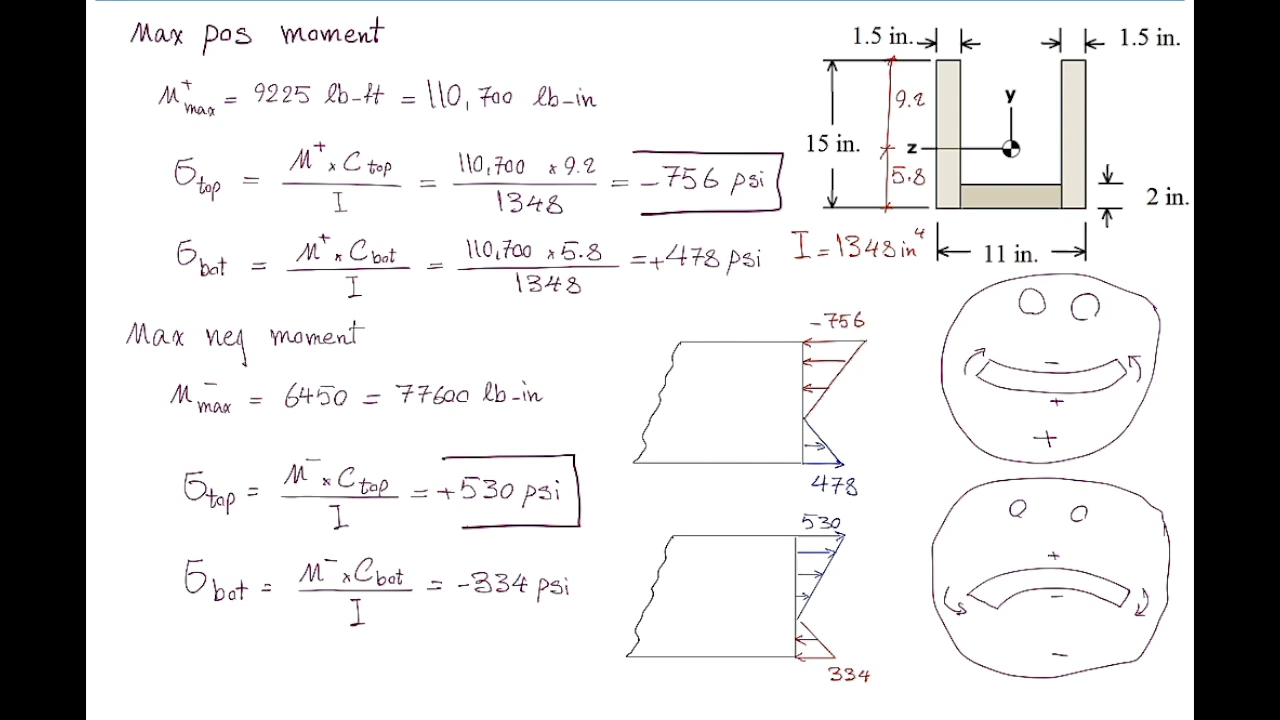 Max pos moment
M⁺max = 9225 lb-ft = 110,700 lb-in
σtop = M⁺ x Ctop / I = 110,700 x 9.2 / 1348 = -756 psi
σbot = M⁺ x Cbot / I = 110,700 x 5.8 / 1348 = +478 psi
Max neg moment
M⁻max = 6450 = 77600 lb-in
σtop = M⁻ x Ctop / I = +530 psi
σbot = M⁻ x Cbot / I = -334 psi
1.5 in.
1.5 in.
9.2
y
15 in.
z
5.8
2 in.
I = 1348 in⁴
11 in.
-756
478
530
334
-
+
+
+
-
-